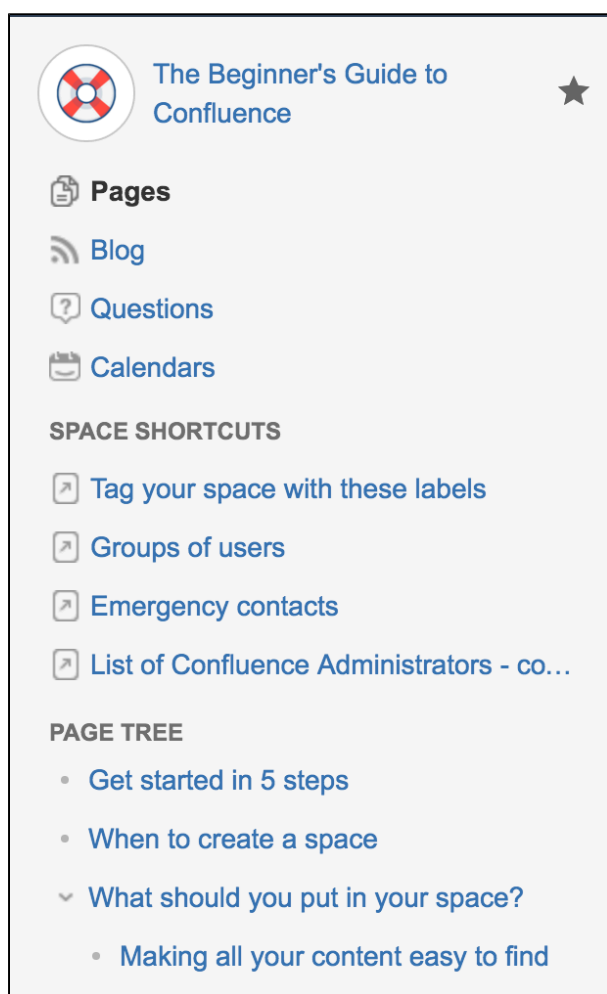 The Beginner's Guide to
Confluence
Pages
Blog
Questions
Calendars
SPACE SHORTCUTS
Tag your space with these labels
Groups of users
Emergency contacts
List of Confluence Administrators - co…
PAGE TREE
Get started in 5 steps
When to create a space
What should you put in your space?
Making all your content easy to find